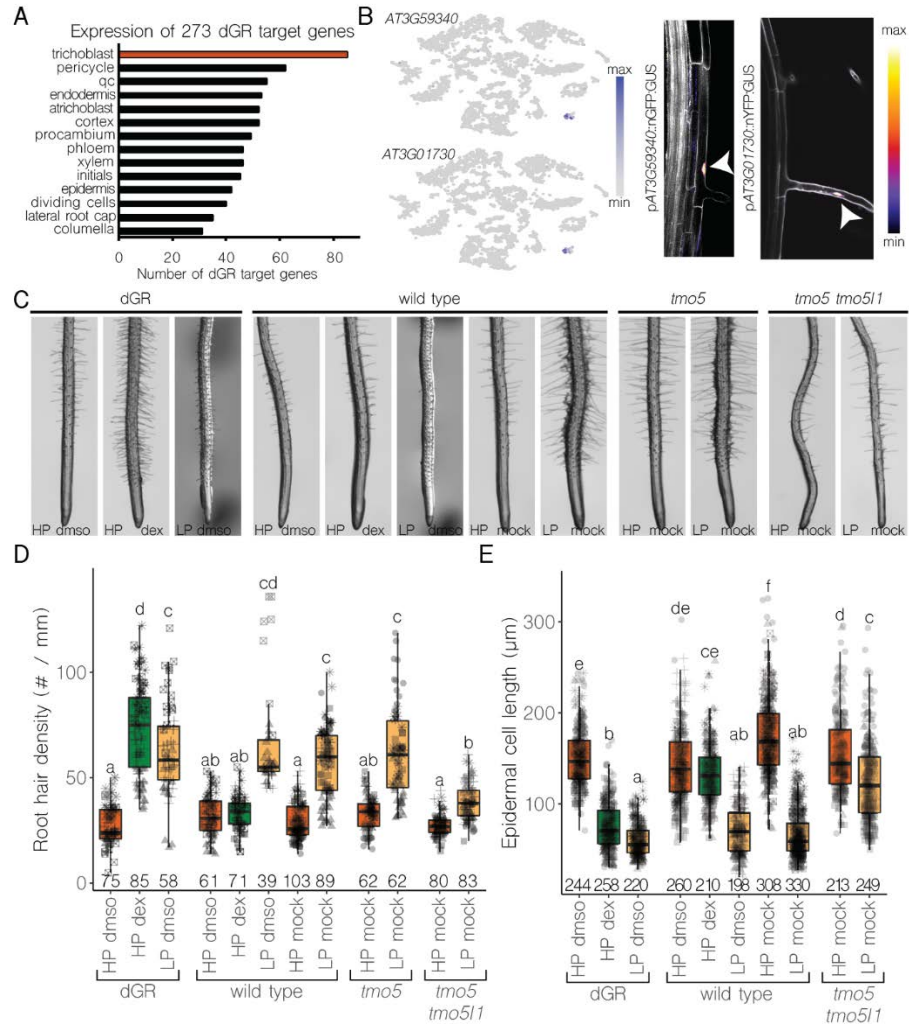 A
Expression of 273 dGR target genes
trichoblast
pericycle
qc
endodermis
atrichoblast
cortex
procambium
phloem
xylem
initials
epidermis
dividing cells
lateral root cap
columella
0 20 40 60 80
Number of dGR target genes
B
AT3G59340
AT3G01730
max
min
pAT3G59340::nGFP:GUS
pAT3G01730::nYFP:GUS
max
min
C
dGR wild type tmo5 tmo5 tmo5l1
HP dmso HP dex LP dmso HP dmso HP dex LP dmso HP mock LP mock HP mock LP mock HP mock LP mock
D
Root hair density (# / mm)
100
50
0
a d c ab ab cd a c ab c a b
75 85 58 61 71 39 103 89 62 62 80 83
HP dmso HP dex LP dmso HP dmso HP dex LP dmso HP mock LP mock HP mock LP mock HP mock LP mock
dGR wild type tmo5 tmo5
tmo5l1
E
Epidermal cell length (µm)
300
200
100
e b a de ce ab f ab d c
244 258 220 260 210 198 308 330 213 249
HP dmso HP dex LP dmso HP dmso HP dex LP dmso HP mock LP mock HP mock LP mock
dGR wild type tmo5
tmo5l1